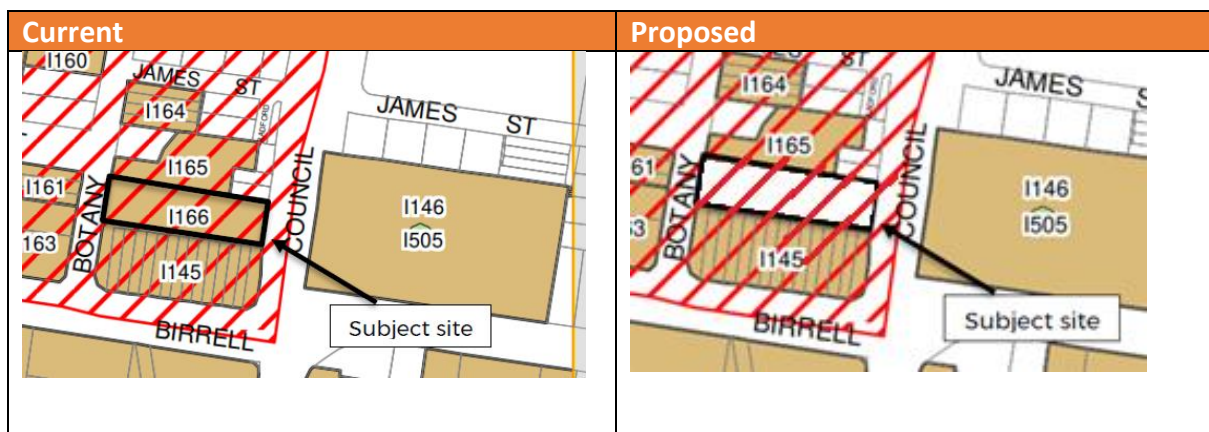 Current
I160
JAMES ST
I164
I165
I161
I166
163
I145
BOTANY
COUNCIL
BIRRELL
JAMES ST
I146
I505
Subject site
Proposed
ST
I164
I165
61
I145
BOTANY
COUNCIL
BIRRELL
JAMES
I146
I505
Subject site